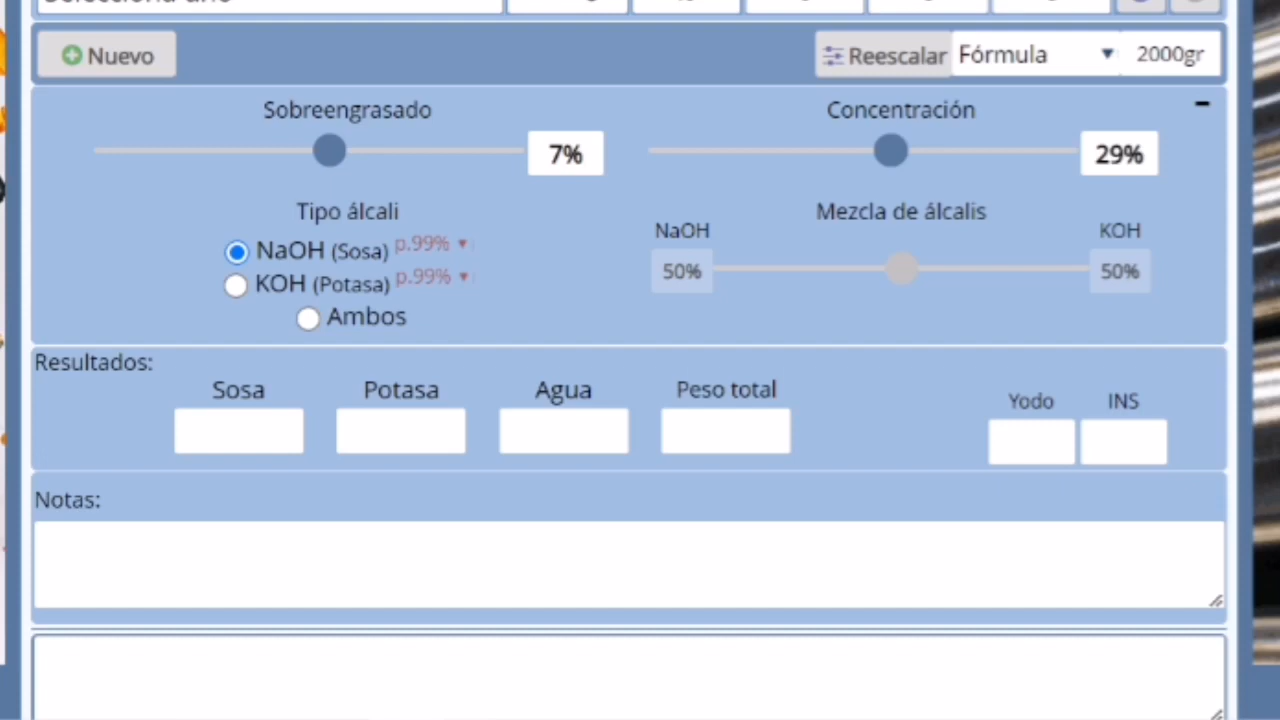 Nuevo
Reescalar Fórmula 2000gr
Sobreengrasado Concentración
7% 29%
Tipo álcali Mezcla de álcalis
NaOH (Sosa) p.99%
KOH (Potasa) p.99%
Ambos
NaOH KOH
50% 50%
Resultados:
Sosa Potasa Agua Peso total Yodo INS
Notas: